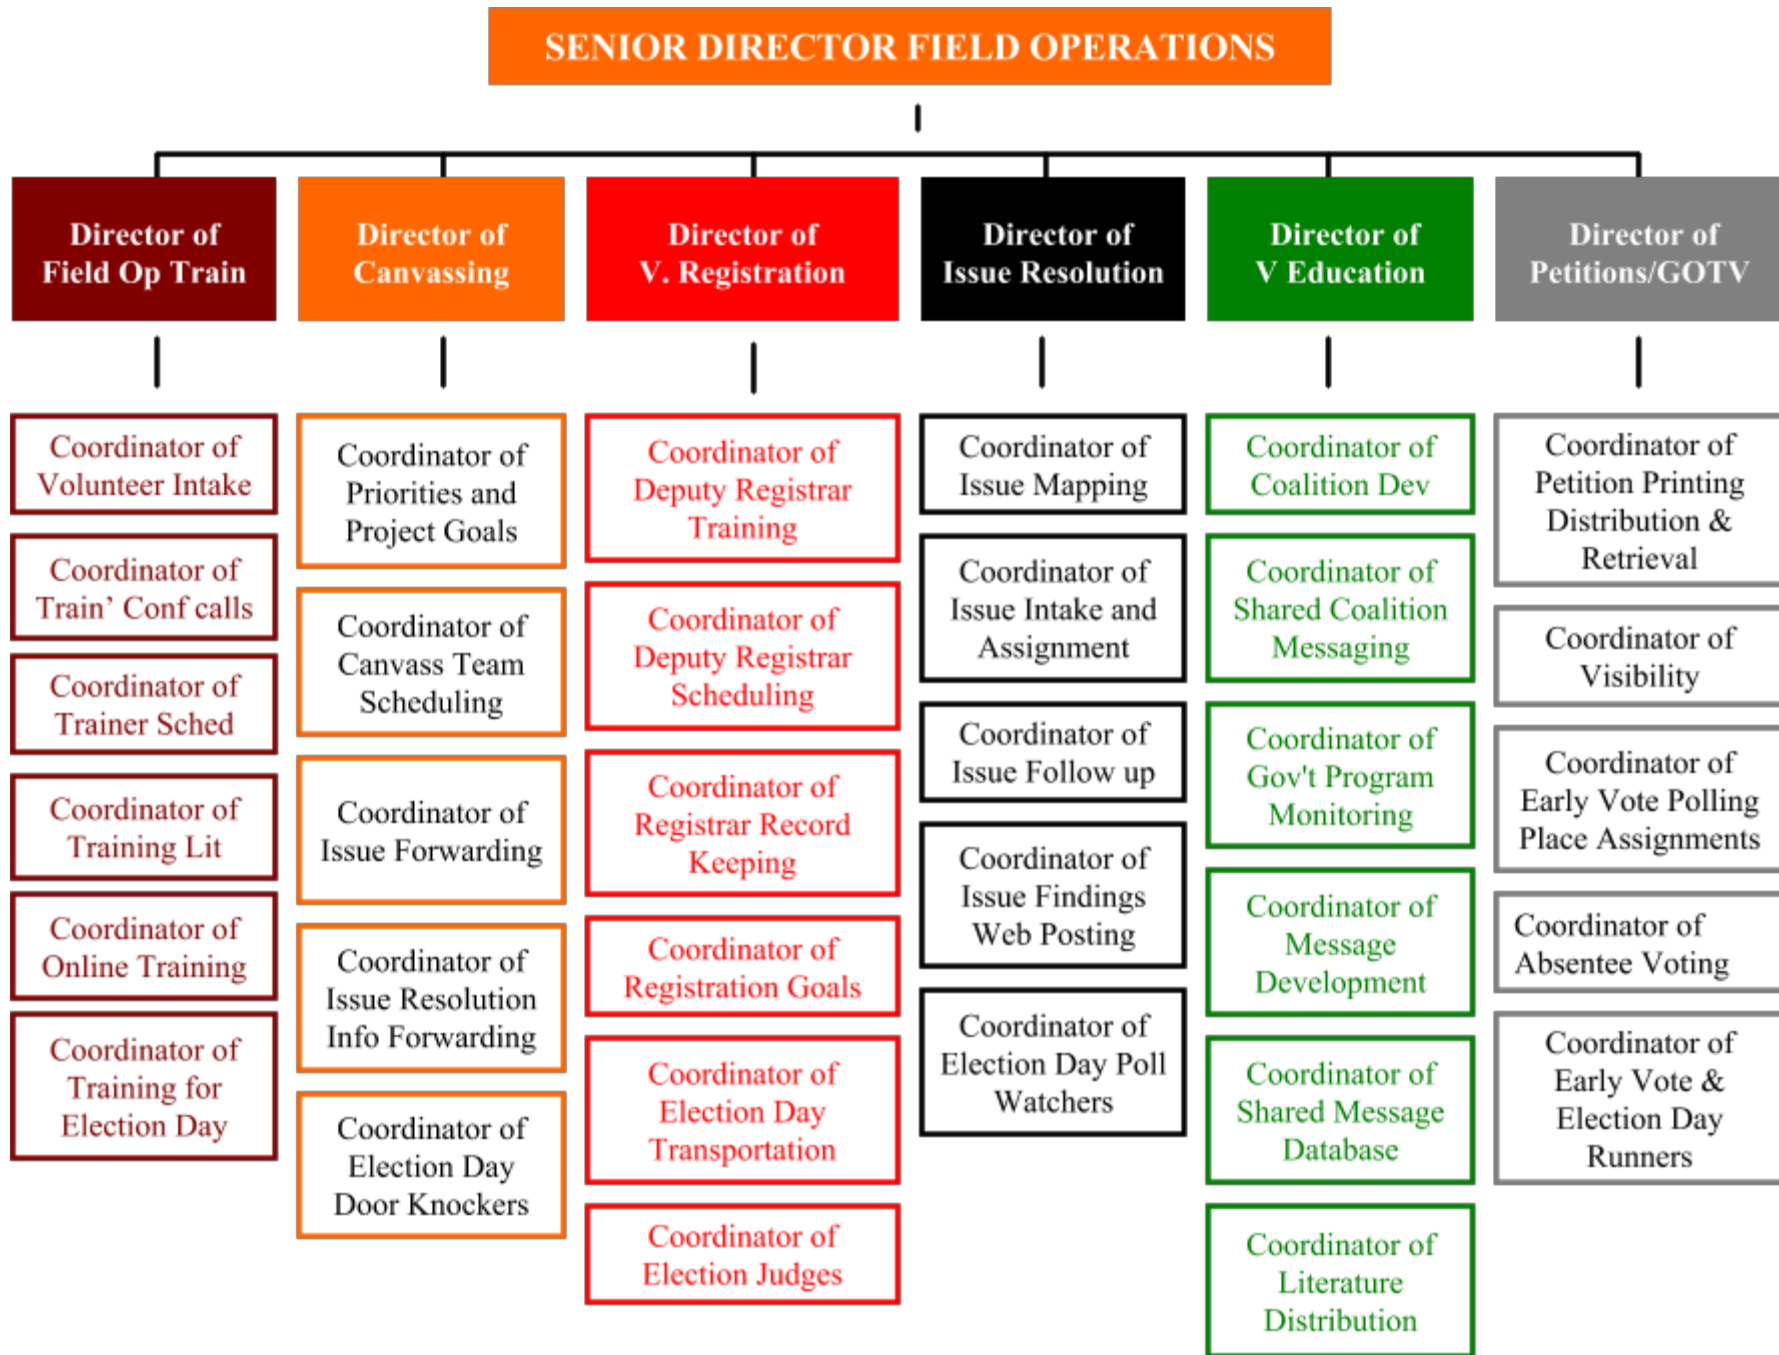 SENIOR DIRECTOR FIELD OPERATIONS
Director of
Field Op Train
Director of
Canvassing
Director of
V. Registration
Director of
Issue Resolution
Director of
V Education
Director of
Petitions/GOTV
Coordinator of
Volunteer Intake
Coordinator of
Train’ Conf calls
Coordinator of
Trainer Sched
Coordinator of
Training Lit
Coordinator of
Online Training
Coordinator of
Training for
Election Day
Coordinator of
Priorities and
Project Goals
Coordinator of
Canvass Team
Scheduling
Coordinator of
Issue Forwarding
Coordinator of
Issue Resolution
Info Forwarding
Coordinator of
Election Day
Door Knockers
Coordinator of
Deputy Registrar
Training
Coordinator of
Deputy Registrar
Scheduling
Coordinator of
Registrar Record
Keeping
Coordinator of
Registration Goals
Coordinator of
Election Day
Transportation
Coordinator of
Election Judges
Coordinator of
Issue Mapping
Coordinator of
Issue Intake and
Assignment
Coordinator of
Issue Follow up
Coordinator of
Issue Findings
Web Posting
Coordinator of
Election Day Poll
Watchers
Coordinator of
Coalition Dev
Coordinator of
Shared Coalition
Messaging
Coordinator of
Gov't Program
Monitoring
Coordinator of
Message
Development
Coordinator of
Shared Message
Database
Coordinator of
Literature
Distribution
Coordinator of
Petition Printing
Distribution &
Retrieval
Coordinator of
Visibility
Coordinator of
Early Vote Polling
Place Assignments
Coordinator of
Absentee Voting
Coordinator of
Early Vote &
Election Day
Runners